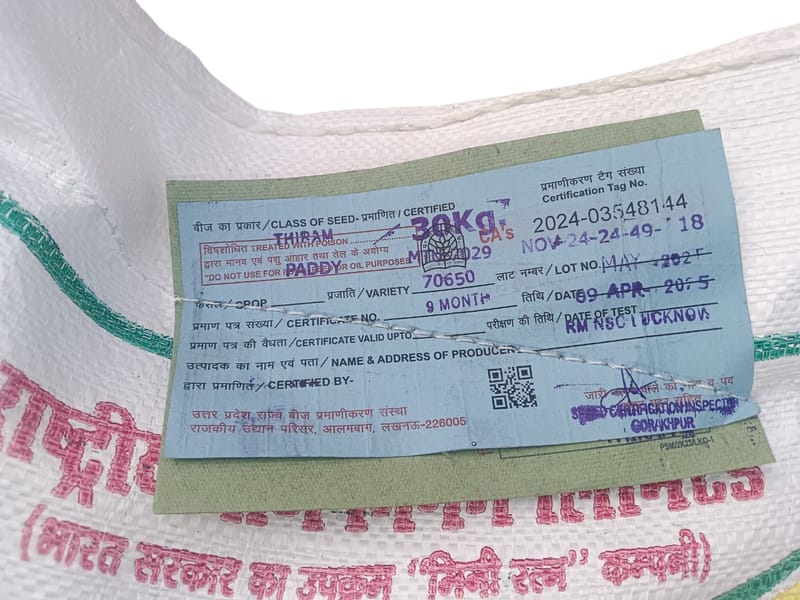 बीज का प्रकार/CLASS OF SEED-प्रमाणित/CERTIFIED
प्रमाणीकरण टैग संख्या
Certification Tag No.
THIRAM
30Kg.
CA's
2024-03548144
विषशोधित TREATED WITH POISON
द्वारा मानव एवं पशु आहार तथा तेल के अयोग्य
"DO NOT USE FOR OR OIL PURPOSE"
PADDY
NOV-24-24-49- 18
फसल/CROP
प्रजाति/VARIETY
70650
लाट नम्बर/LOT NO.
MAY
प्रमाण पत्र संख्या / CERTIFICATE NO.
9 MONTH
तिथि/DATE
09 APR
प्रमाण पत्र की वैधता/CERTIFICATE VALID UPTO
परीक्षण की तिथि/DATE OF TEST
उत्पादक का नाम एवं पता / NAME & ADDRESS OF PRODUCER
RM NSC LUCKNOW
द्वारा प्रमाणित/CERTIFIED BY-
उत्तर प्रदेश राज्य बीज प्रमाणीकरण संस्था
राजकीय उद्यान परिसर, आलमबाग, लखनऊ-226005
SEED CERTIFICATION INSPECTOR
GORAKHPUR
राष्ट्रीय
(भारत सरकार का उपक्रम "मिनी रत्न" कम्पनी)